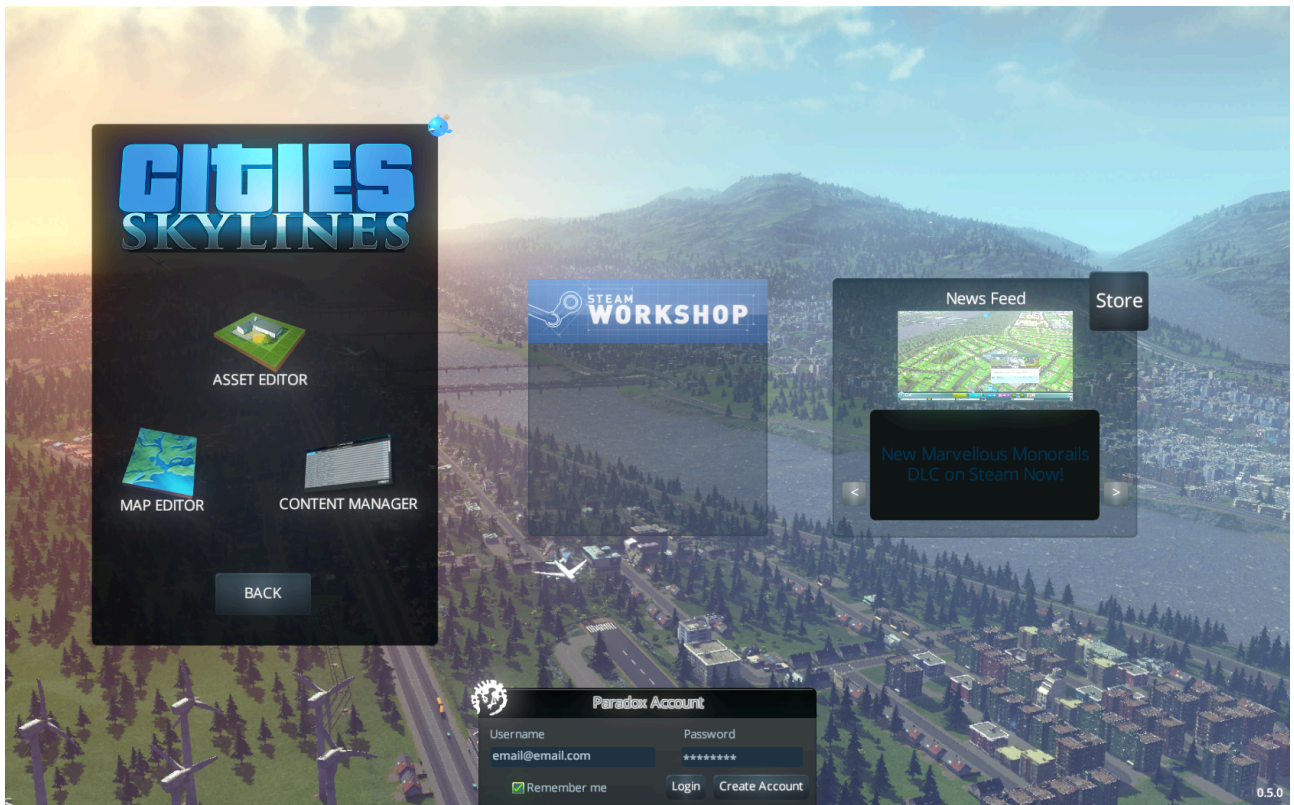 CITIES
SKYLINES
ASSET EDITOR
MAP EDITOR
CONTENT MANAGER
BACK
STEAM
WORKSHOP
News Feed
Store
New Marvellous Monorails
DLC on Steam Now!
<
>
Paradox Account
Username
Password
email@email.com
********
Remember me
Login
Create Account
0.5.0